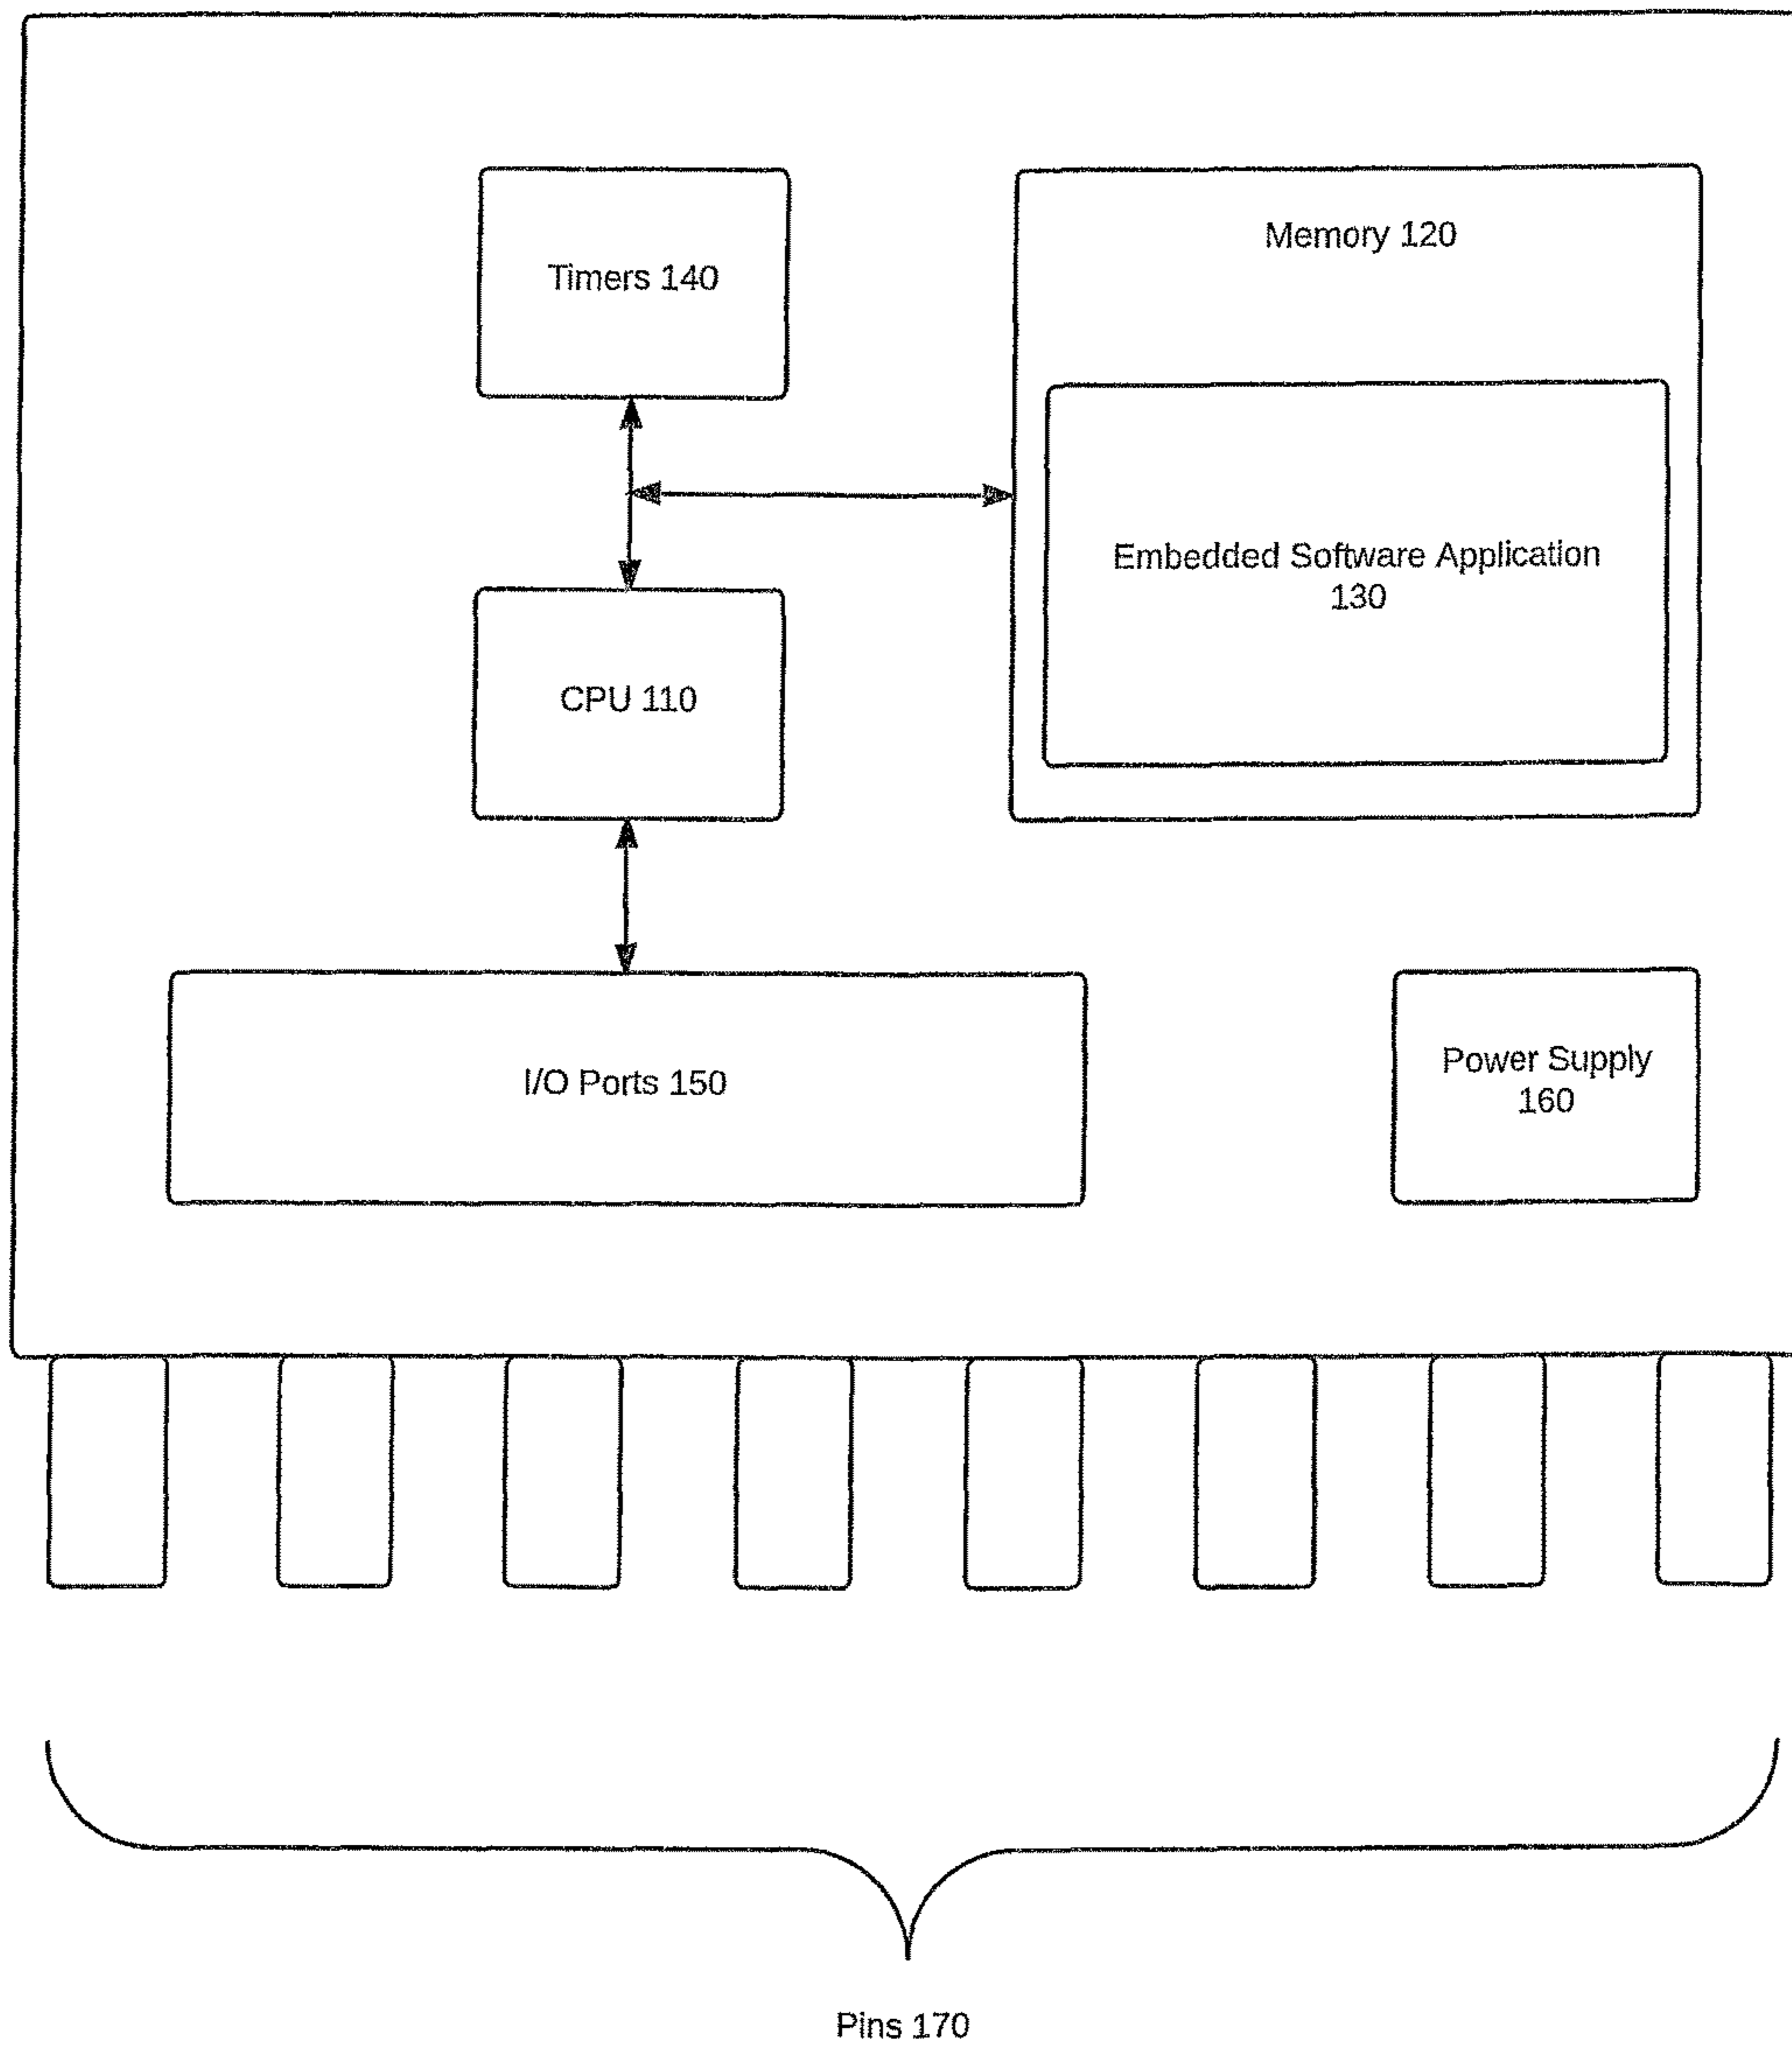 Timers 140
Memory 120
Embedded Software Application
130
CPU 110
I/O Ports 150
Power Supply
160
Pins 170